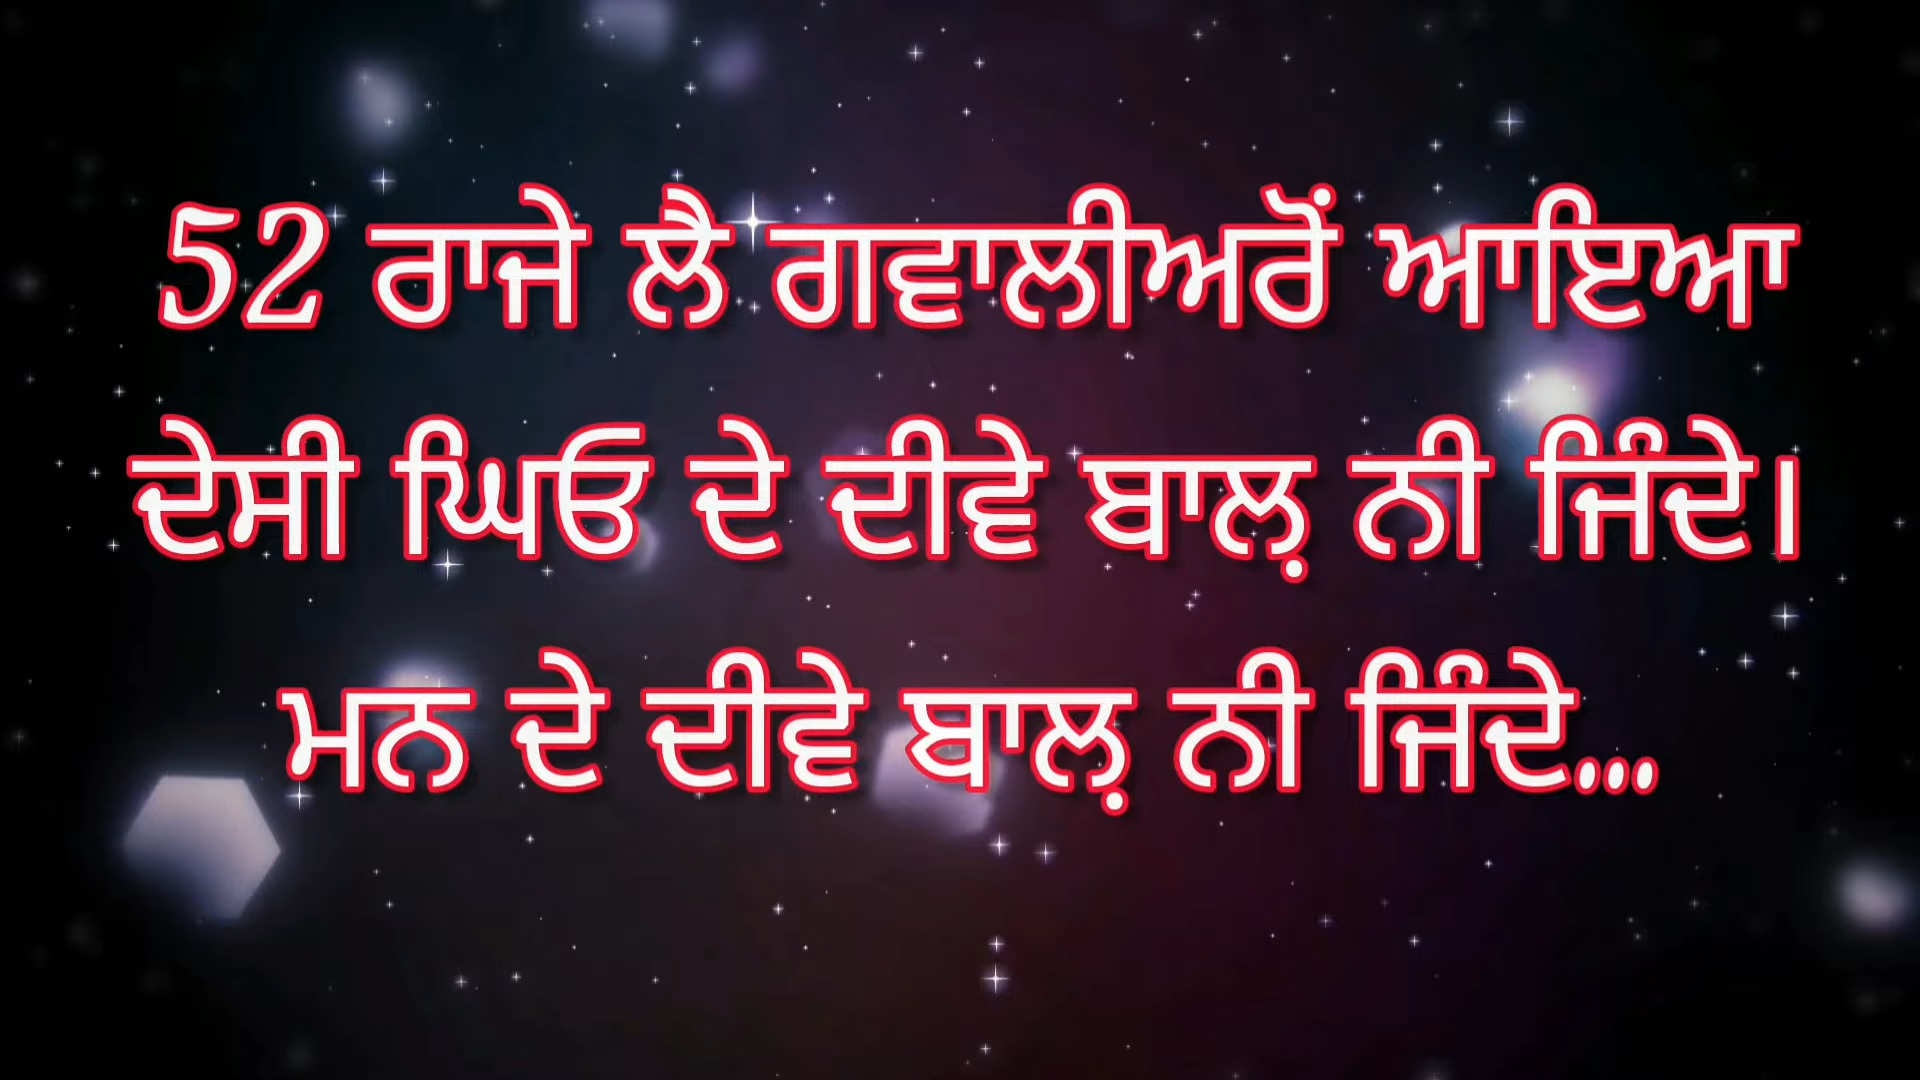 52 ਰਾਜੇ ਲੈ ਗਵਾਲੀਅਰੋਂ ਆਇਆ
ਦੇਸੀ ਘਿਓ ਦੇ ਦੀਵੇ ਬਾਲ਼ ਨੀ ਜਿੰਦੇ।
ਮਨ ਦੇ ਦੀਵੇ ਬਾਲ਼ ਨੀ ਜਿੰਦੇ...